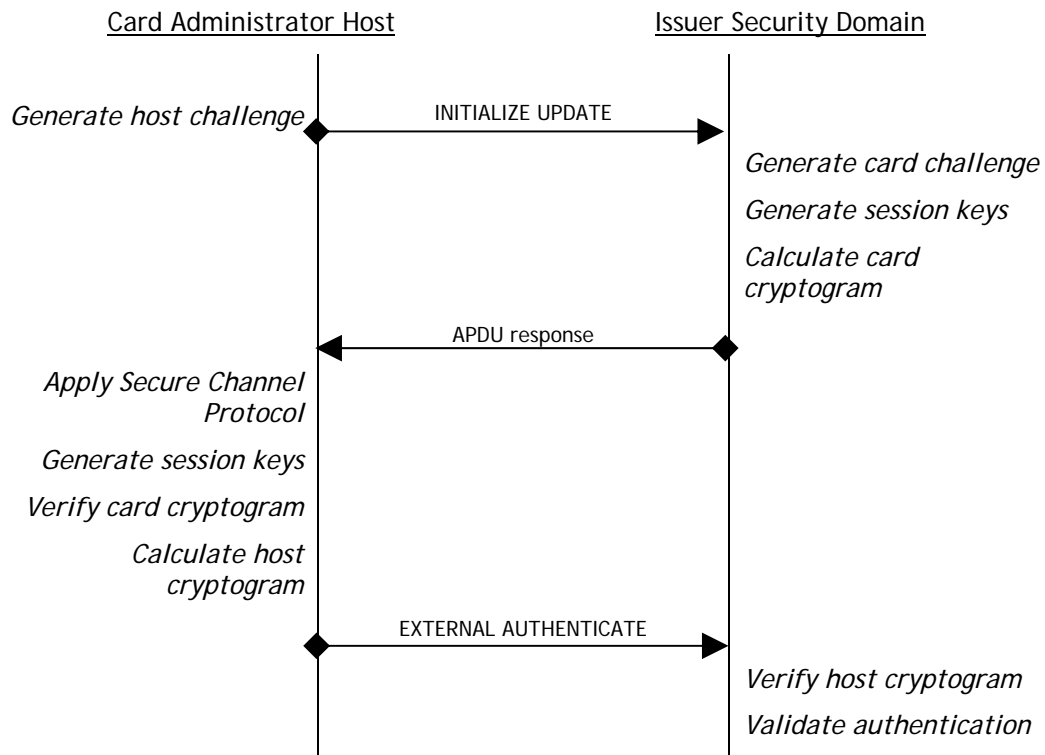 Card Administrator Host
Issuer Security Domain
Generate host challenge
INITIALIZE UPDATE
Generate card challenge
Generate session keys
Calculate card
cryptogram
APDU response
Apply Secure Channel
Protocol
Generate session keys
Verify card cryptogram
Calculate host
cryptogram
EXTERNAL AUTHENTICATE
Verify host cryptogram
Validate authentication